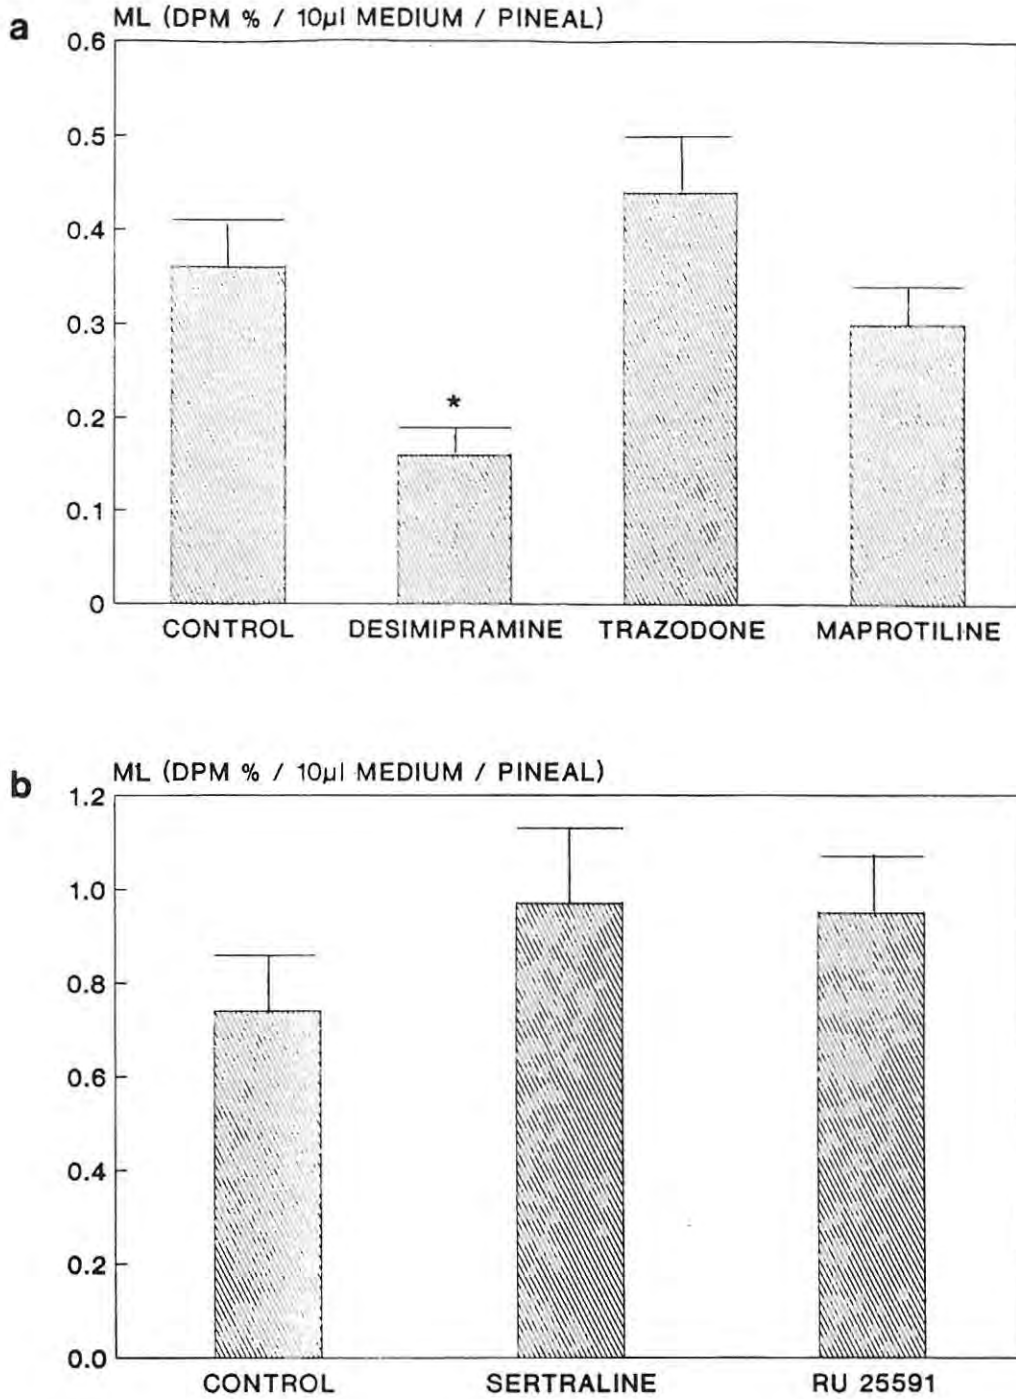 a
ML (DPM % / 10µl MEDIUM / PINEAL)
0.6
0.5
0.4
0.3
0.2
0.1
0
*
CONTROL DESIMIPRAMINE TRAZODONE MAPROTILINE
b
ML (DPM % / 10µl MEDIUM / PINEAL)
1.2
1.0
0.8
0.6
0.4
0.2
0.0
CONTROL SERTRALINE RU 25591